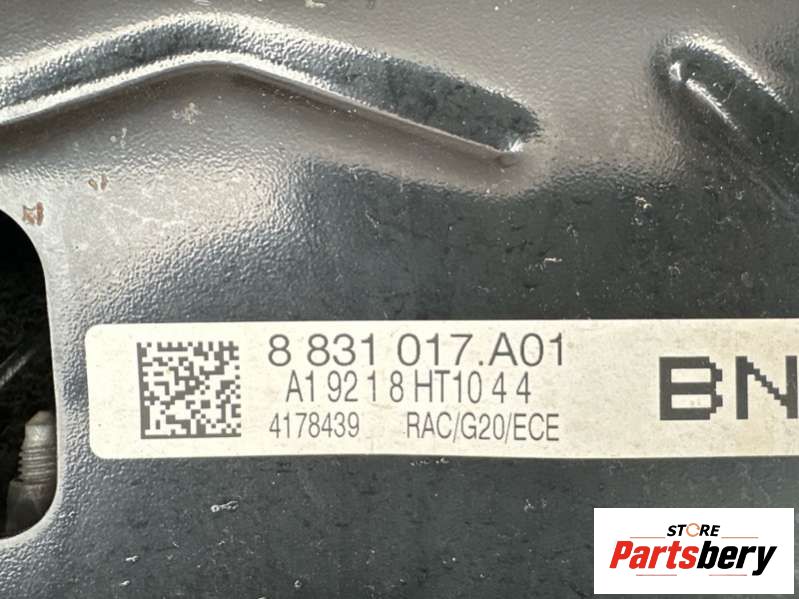 8 831 017.A01
A1 92 1 8 HT10 4 4
4178439 RAC/G20/ECE
BN
STORE
Partsbery